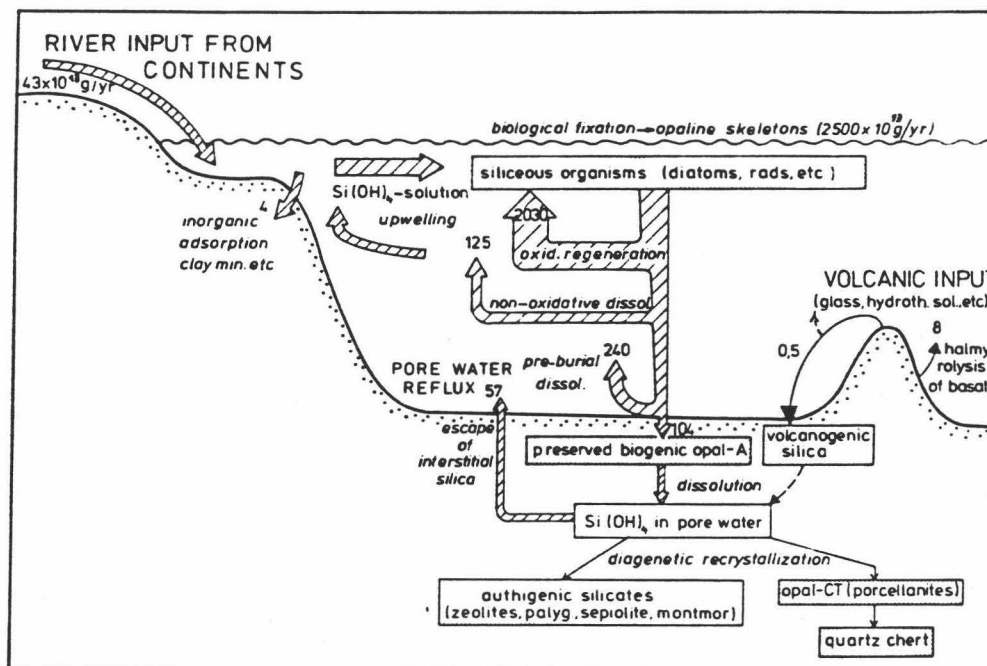 RIVER INPUT FROM
CONTINENTS
43x10¹³g/yr
biological fixation→opaline skeletons (2500 x 10¹³g/yr)
siliceous organisms (diatoms, rads, etc)
Si(OH)₄-solution
upwelling
4
inorganic
adsorption
clay min. etc
2030
oxid. regeneration
125
non-oxidative dissol.
VOLCANIC INPUT
(glass, hydroth. sol., etc)
0,5
8
halmy
rolysis
of basalt
240
pre-burial
dissol.
PORE WATER
REFLUX 57
escape
of
interstitial
silica
104
preserved biogenic opal-A
volcanogenic
silica
dissolution
Si(OH)₄ in pore water
diagenetic recrystallization
authigenic silicates
(zeolites, palyg, sepiolite, montmor)
opal-CT (porcellanites)
quartz chert